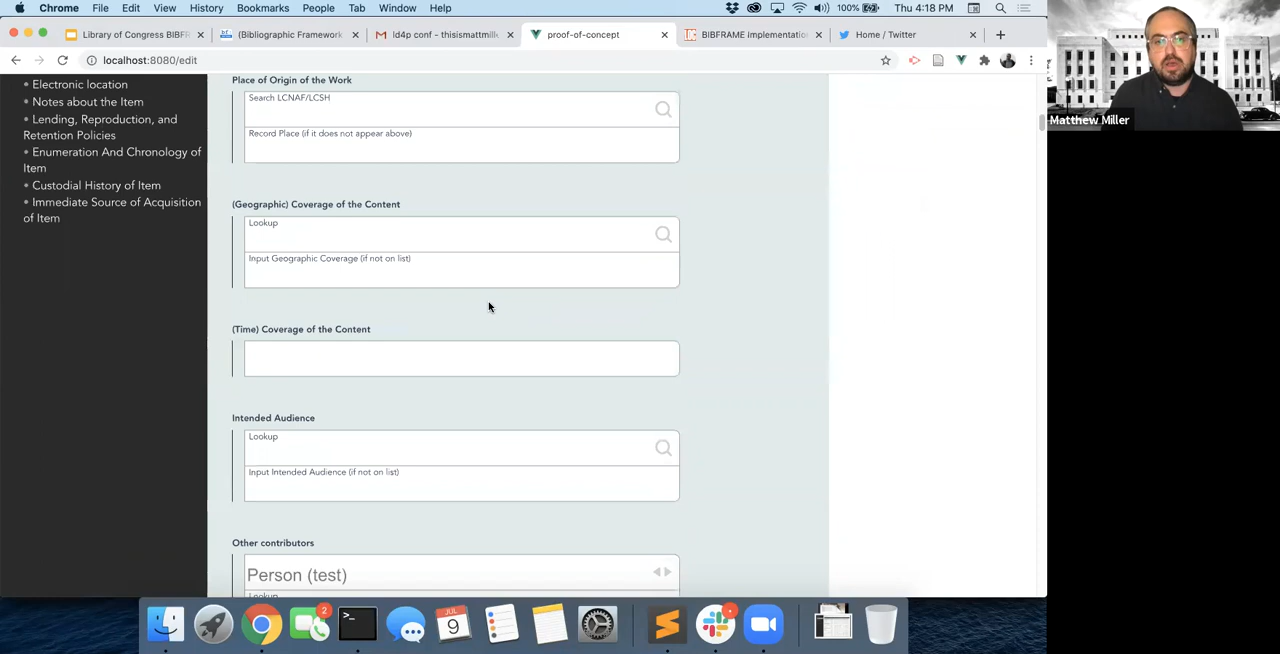 Chrome File Edit View History Bookmarks People Tab Window Help 100% Thu 4:18 PM
Library of Congress BIBFR (Bibliographic Framework ld4p conf - thisismattmill proof-of-concept BIBFRAME implementatio Home / Twitter
localhost:8080/edit
Electronic location
Notes about the Item
Lending, Reproduction, and
Retention Policies
Enumeration And Chronology of
Item
Custodial History of Item
Immediate Source of Acquisition
of Item
Place of Origin of the Work
Search LCNAF/LCSH
Record Place (if it does not appear above)
(Geographic) Coverage of the Content
Lookup
Input Geographic Coverage (if not on list)
(Time) Coverage of the Content
Intended Audience
Lookup
Input Intended Audience (if not on list)
Other contributors
Person (test)
Lookup
Matthew Miller
2
JUL
9